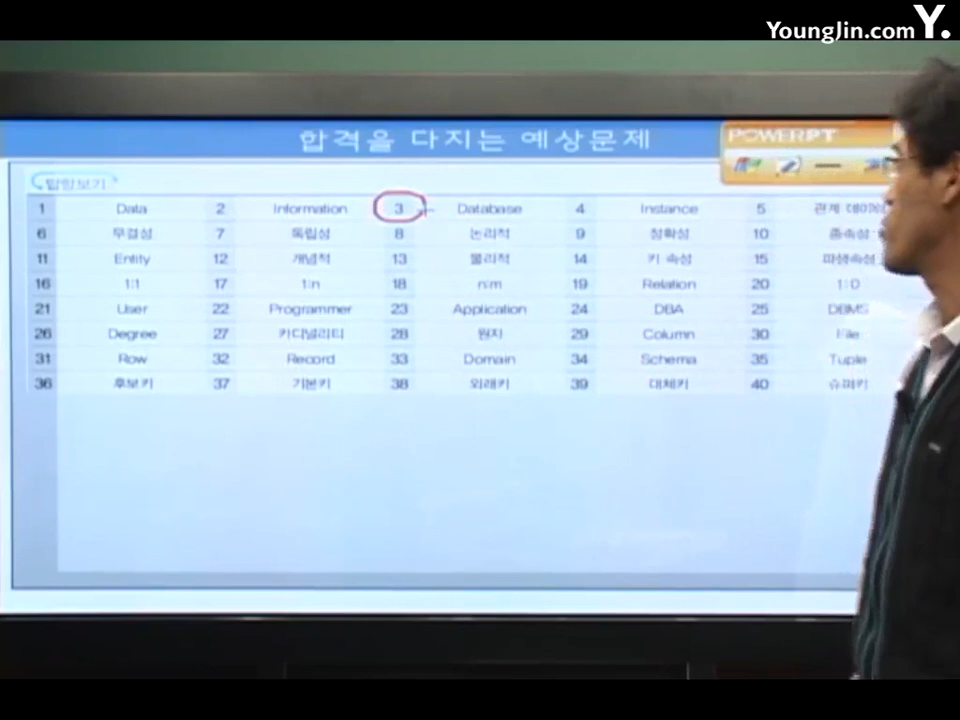 YoungJin.com Y.
합격을 다지는 예상문제
POWERPT
답항보기
1 Data 2 Information 3 Database 4 Instance 5 관계
6 무결성 7 독립성 8 논리적 9 정확성 10 종속성
11 Entity 12 개념적 13 물리적 14 키 속성 15 파생속성
16 1:1 17 1:n 18 n:m 19 Relation 20
21 User 22 Programmer 23 Application 24 DBA 25 DBMS
26 Degree 27 카디널리티 28 원자 29 Column 30 File
31 Row 32 Record 33 Domain 34 Schema 35 Tuple
36 후보키 37 기본키 38 외래키 39 대체키 40 슈퍼키